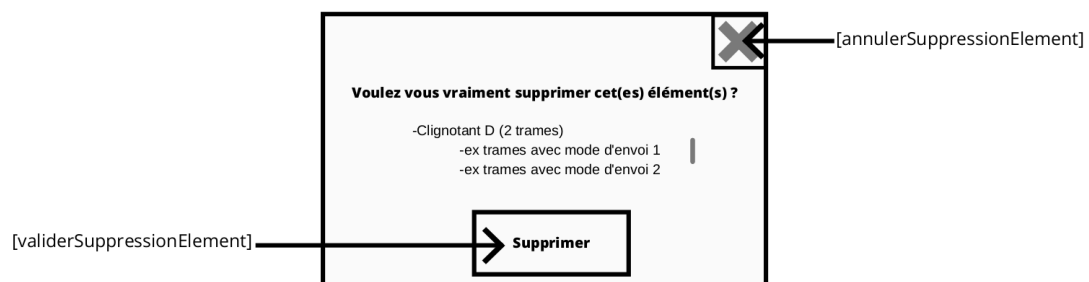 [annulerSuppressionElement]
Voulez vous vraiment supprimer cet(es) élément(s) ?
-Clignotant D (2 trames)
-ex trames avec mode d'envoi 1
-ex trames avec mode d'envoi 2
[validerSuppressionElement]
Supprimer